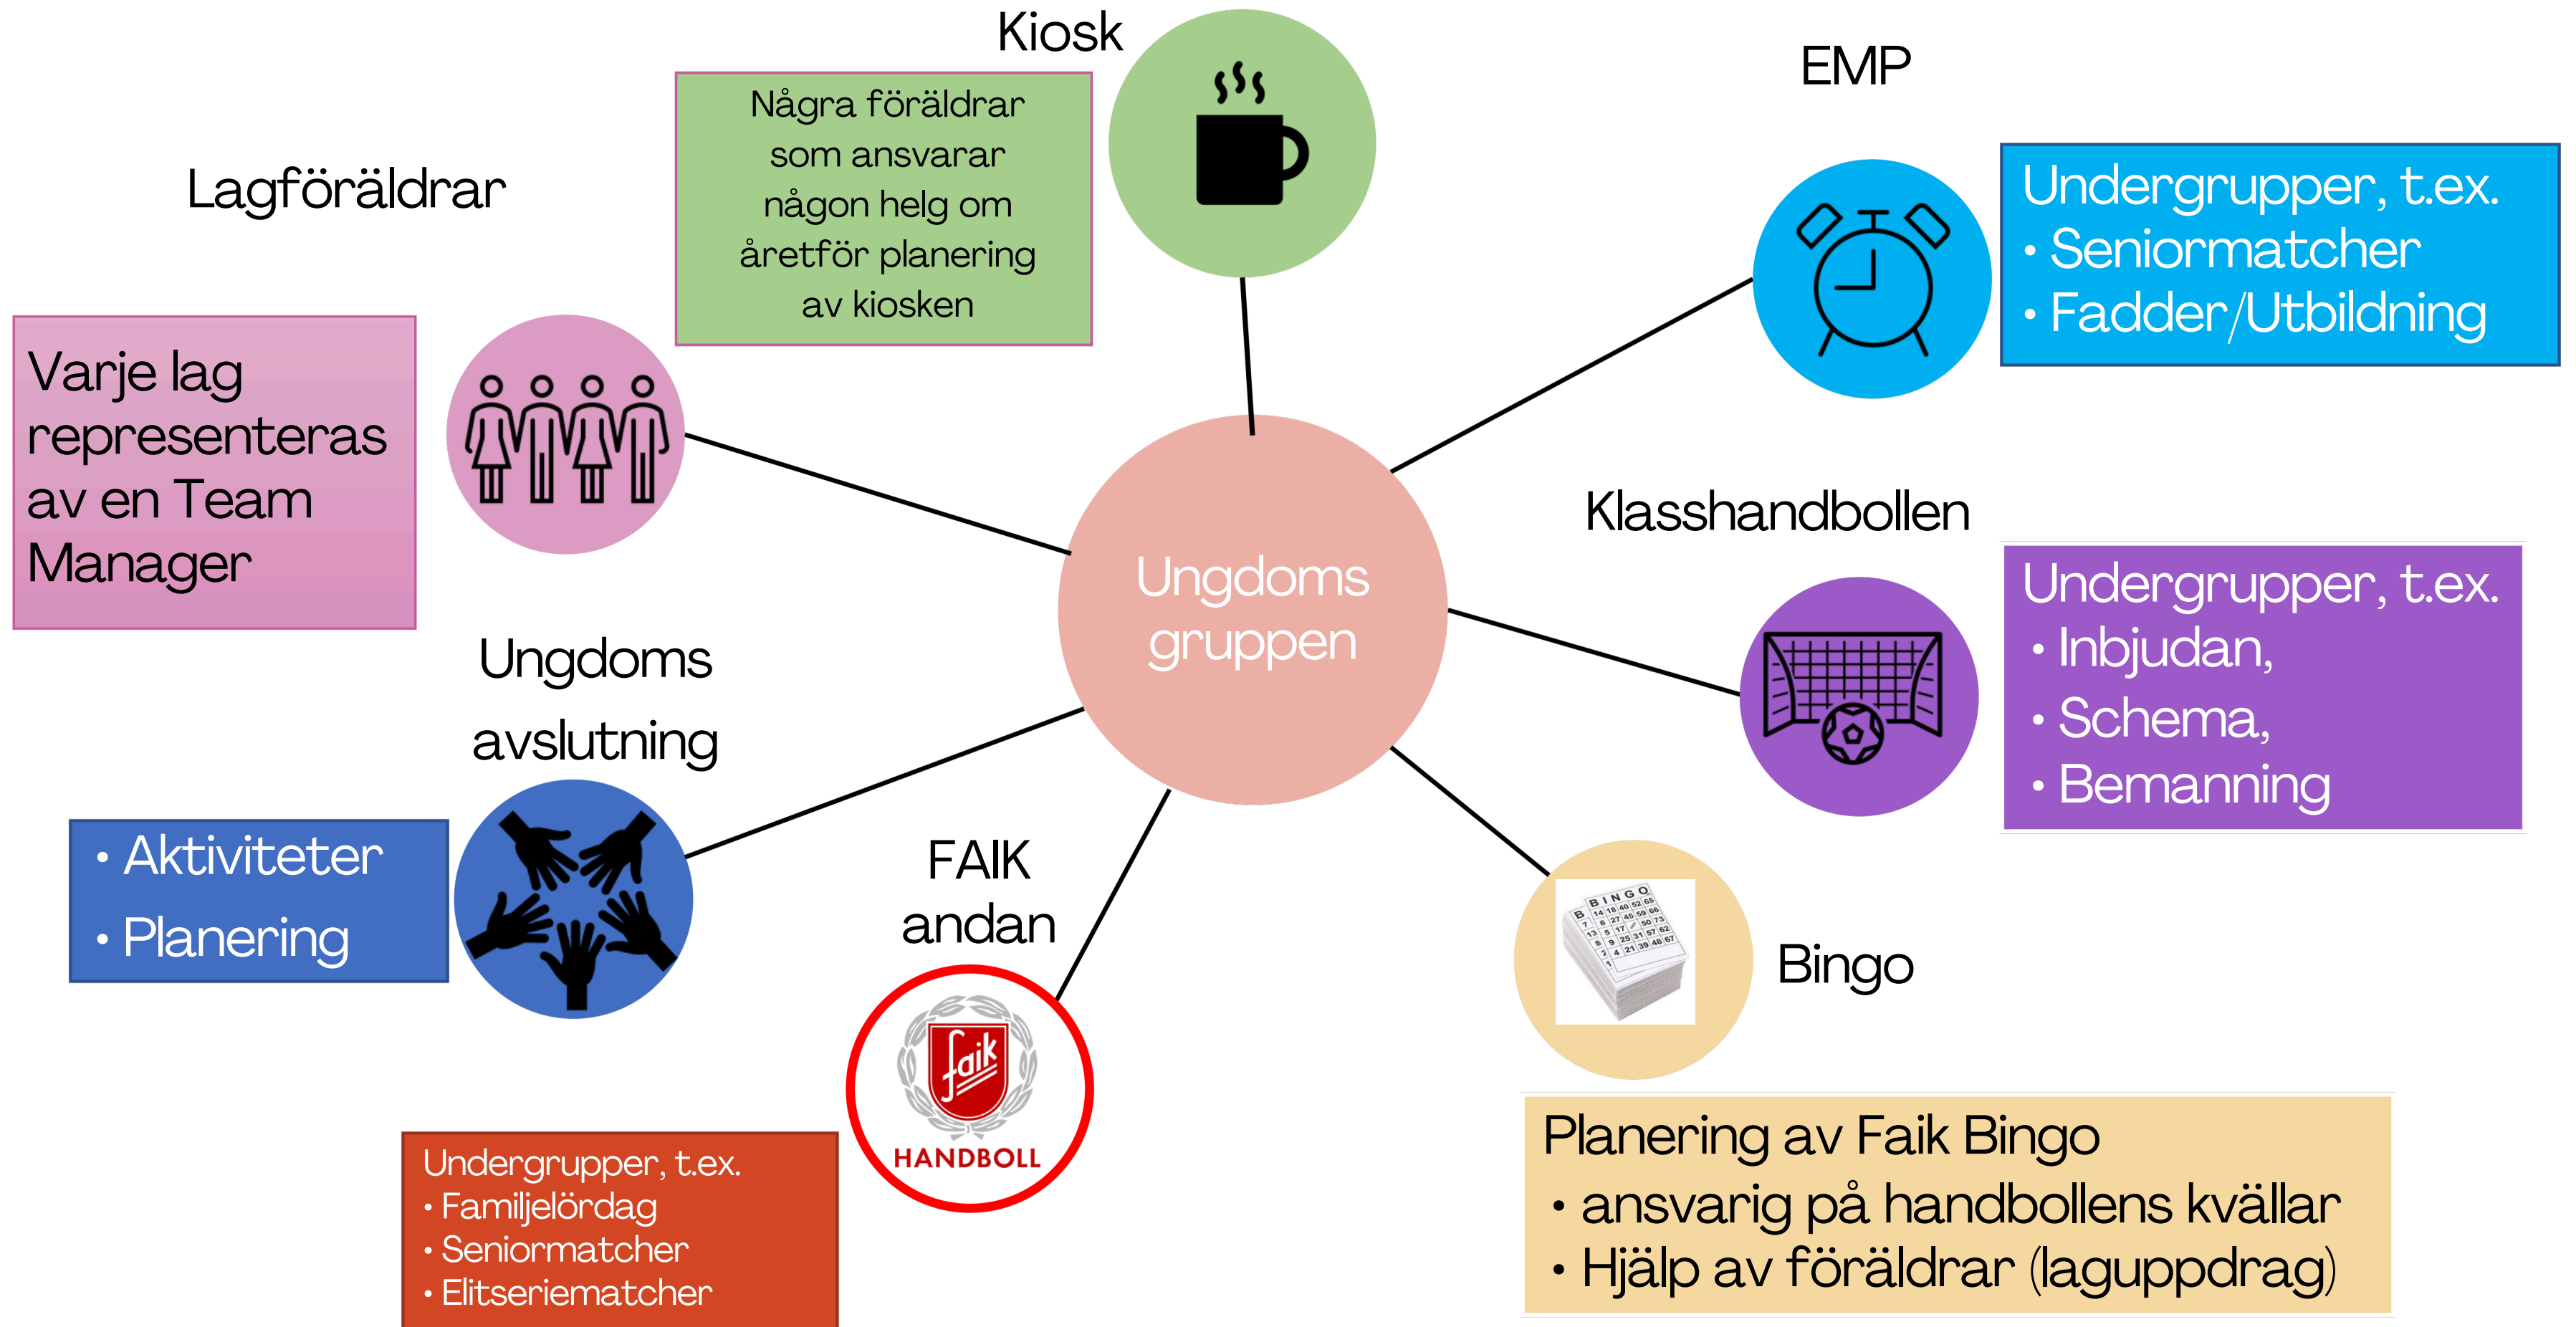 Kiosk
Några föräldrar
som ansvarar
någon helg om
åretför planering
av kiosken
EMP
Undergrupper, t.ex.
• Seniormatcher
• Fadder/Utbildning
Lagföräldrar
Varje lag
representeras
av en Team
Manager
Ungdoms
gruppen
Klasshandbollen
Undergrupper, t.ex.
• Inbjudan,
• Schema,
• Bemanning
Ungdoms
avslutning
• Aktiviteter
• Planering
FAIK
andan
faik
HANDBOLL
Undergrupper, t.ex.
• Familjelördag
• Seniormatcher
• Elitseriematcher
BINGO
Bingo
Planering av Faik Bingo
• ansvarig på handbollens kvällar
• Hjälp av föräldrar (laguppdrag)